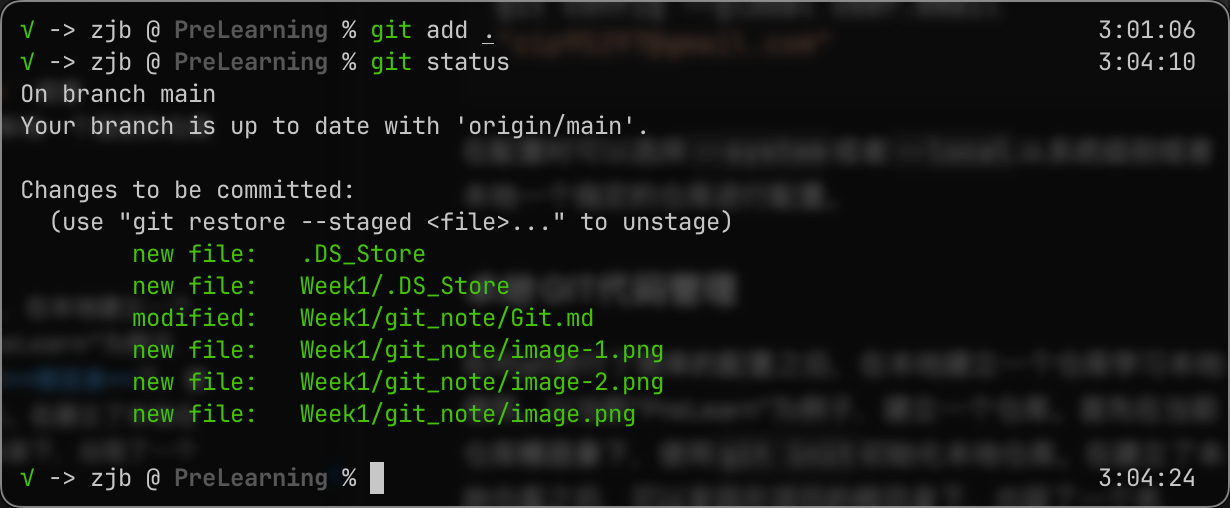 √ -> zjb @ PreLearning % git add . 3:01:06
√ -> zjb @ PreLearning % git status 3:04:10
On branch main
Your branch is up to date with 'origin/main'.
Changes to be committed:
(use "git restore --staged <file>..." to unstage)
new file: .DS_Store
new file: Week1/.DS_Store
modified: Week1/git_note/Git.md
new file: Week1/git_note/image-1.png
new file: Week1/git_note/image-2.png
new file: Week1/git_note/image.png
√ -> zjb @ PreLearning % 3:04:24